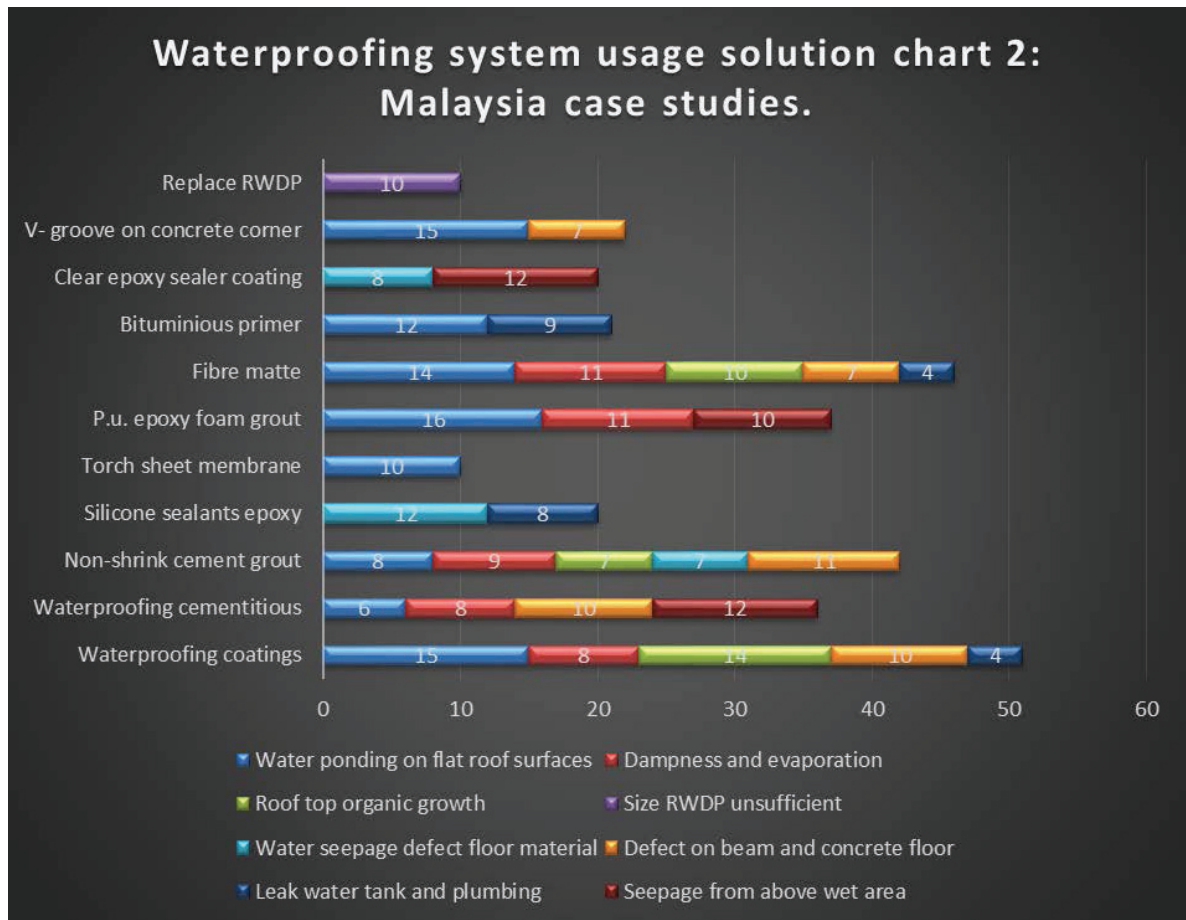 Waterproofing system usage solution chart 2:
Malaysia case studies.
Replace RWDP
10
V- groove on concrete corner
15 7
Clear epoxy sealer coating
8 12
Bituminious primer
12 9
Fibre matte
14 11 10 7 4
P.u. epoxy foam grout
16 11 10
Torch sheet membrane
10
Silicone sealants epoxy
12 8
Non-shrink cement grout
8 9 7 7 11
Waterproofing cementitious
6 8 10 12
Waterproofing coatings
15 8 14 10 4
0 10 20 30 40 50 60
Water ponding on flat roof surfaces Dampness and evaporation
Roof top organic growth Size RWDP unsufficient
Water seepage defect floor material Defect on beam and concrete floor
Leak water tank and plumbing Seepage from above wet area